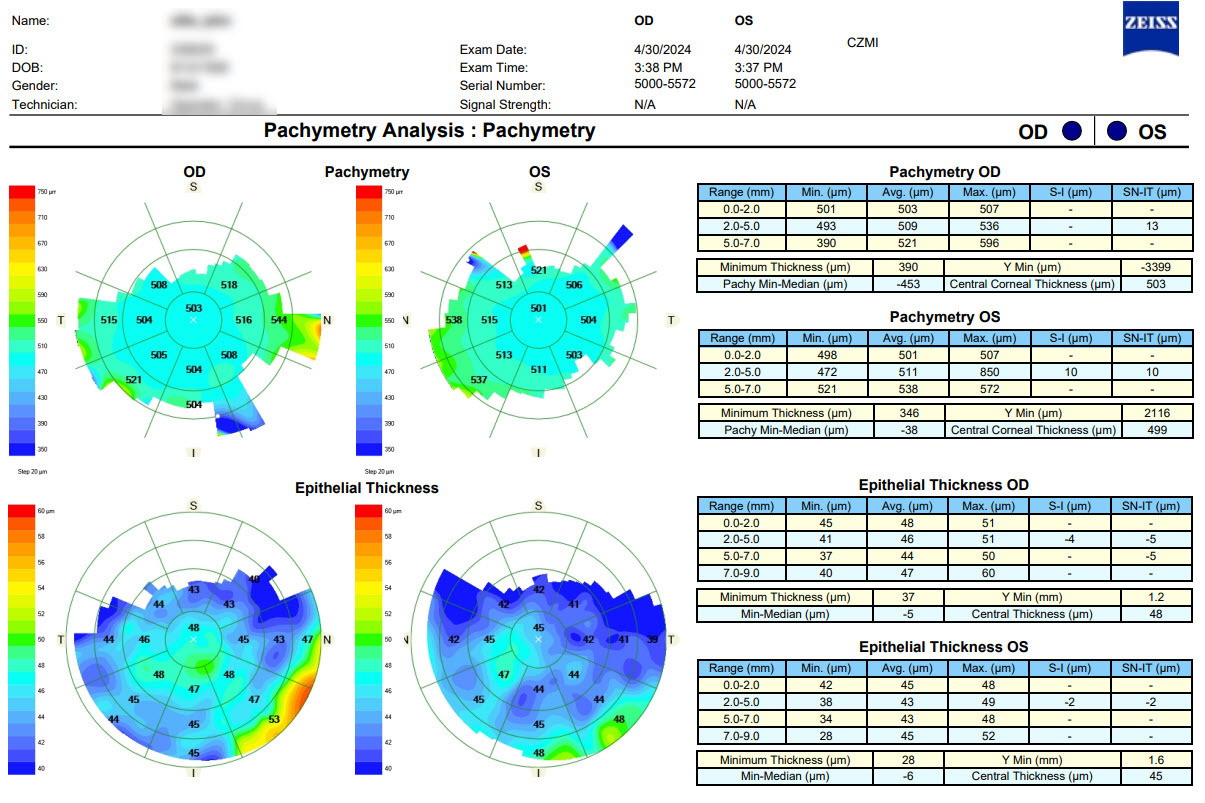 Name: OD OS ZEISS
ID: Exam Date: 4/30/2024 4/30/2024 CZMI
DOB: Exam Time: 3:38 PM 3:37 PM
Gender: Serial Number: 5000-5572 5000-5572
Technician: Signal Strength: N/A N/A
Pachymetry Analysis : Pachymetry OD OS
OD Pachymetry OS
S S
750 µm 750 µm
710 710
670 670
630 630
590 590
550 550
510 510
470 470
430 430
390 390
350 350
Step 20 µm Step 20 µm
508 518
503
T 515 504 516 544 N
505 508
504
521
504
I
521
513 506
501
N 538 515 504 T
513 503
511
537
I
Pachymetry OD
Range (mm) Min. (µm) Avg. (µm) Max. (µm) S-I (µm) SN-IT (µm)
0.0-2.0 501 503 507 - -
2.0-5.0 493 509 536 - 13
5.0-7.0 390 521 596 - -
Minimum Thickness (µm) 390 Y Min (µm) -3399
Pachy Min-Median (µm) -453 Central Corneal Thickness (µm) 503
Pachymetry OS
Range (mm) Min. (µm) Avg. (µm) Max. (µm) S-I (µm) SN-IT (µm)
0.0-2.0 498 501 507 - -
2.0-5.0 472 511 850 10 10
5.0-7.0 521 538 572 - -
Minimum Thickness (µm) 346 Y Min (µm) 2116
Pachy Min-Median (µm) -38 Central Corneal Thickness (µm) 499
Epithelial Thickness
S S
60 µm 60 µm
58 58
56 56
54 54
52 52
50 50
48 48
46 46
44 44
42 42
40 40
40
43
44 43
48
T 44 46 45 43 47 N
48 48
47
45 47
44 45 53
45
I
42
42 41
45
N 42 45 42 41 39 T
47 44
44
45 44
45 48
48
I
Epithelial Thickness OD
Range (mm) Min. (µm) Avg. (µm) Max. (µm) S-I (µm) SN-IT (µm)
0.0-2.0 45 48 51 - -
2.0-5.0 41 46 51 -4 -5
5.0-7.0 37 44 50 - -5
7.0-9.0 40 47 60 - -
Minimum Thickness (µm) 37 Y Min (mm) 1.2
Min-Median (µm) -5 Central Thickness (µm) 48
Epithelial Thickness OS
Range (mm) Min. (µm) Avg. (µm) Max. (µm) S-I (µm) SN-IT (µm)
0.0-2.0 42 45 48 - -
2.0-5.0 38 43 49 -2 -2
5.0-7.0 34 43 48 - -
7.0-9.0 28 45 52 - -
Minimum Thickness (µm) 28 Y Min (mm) 1.6
Min-Median (µm) -6 Central Thickness (µm) 45